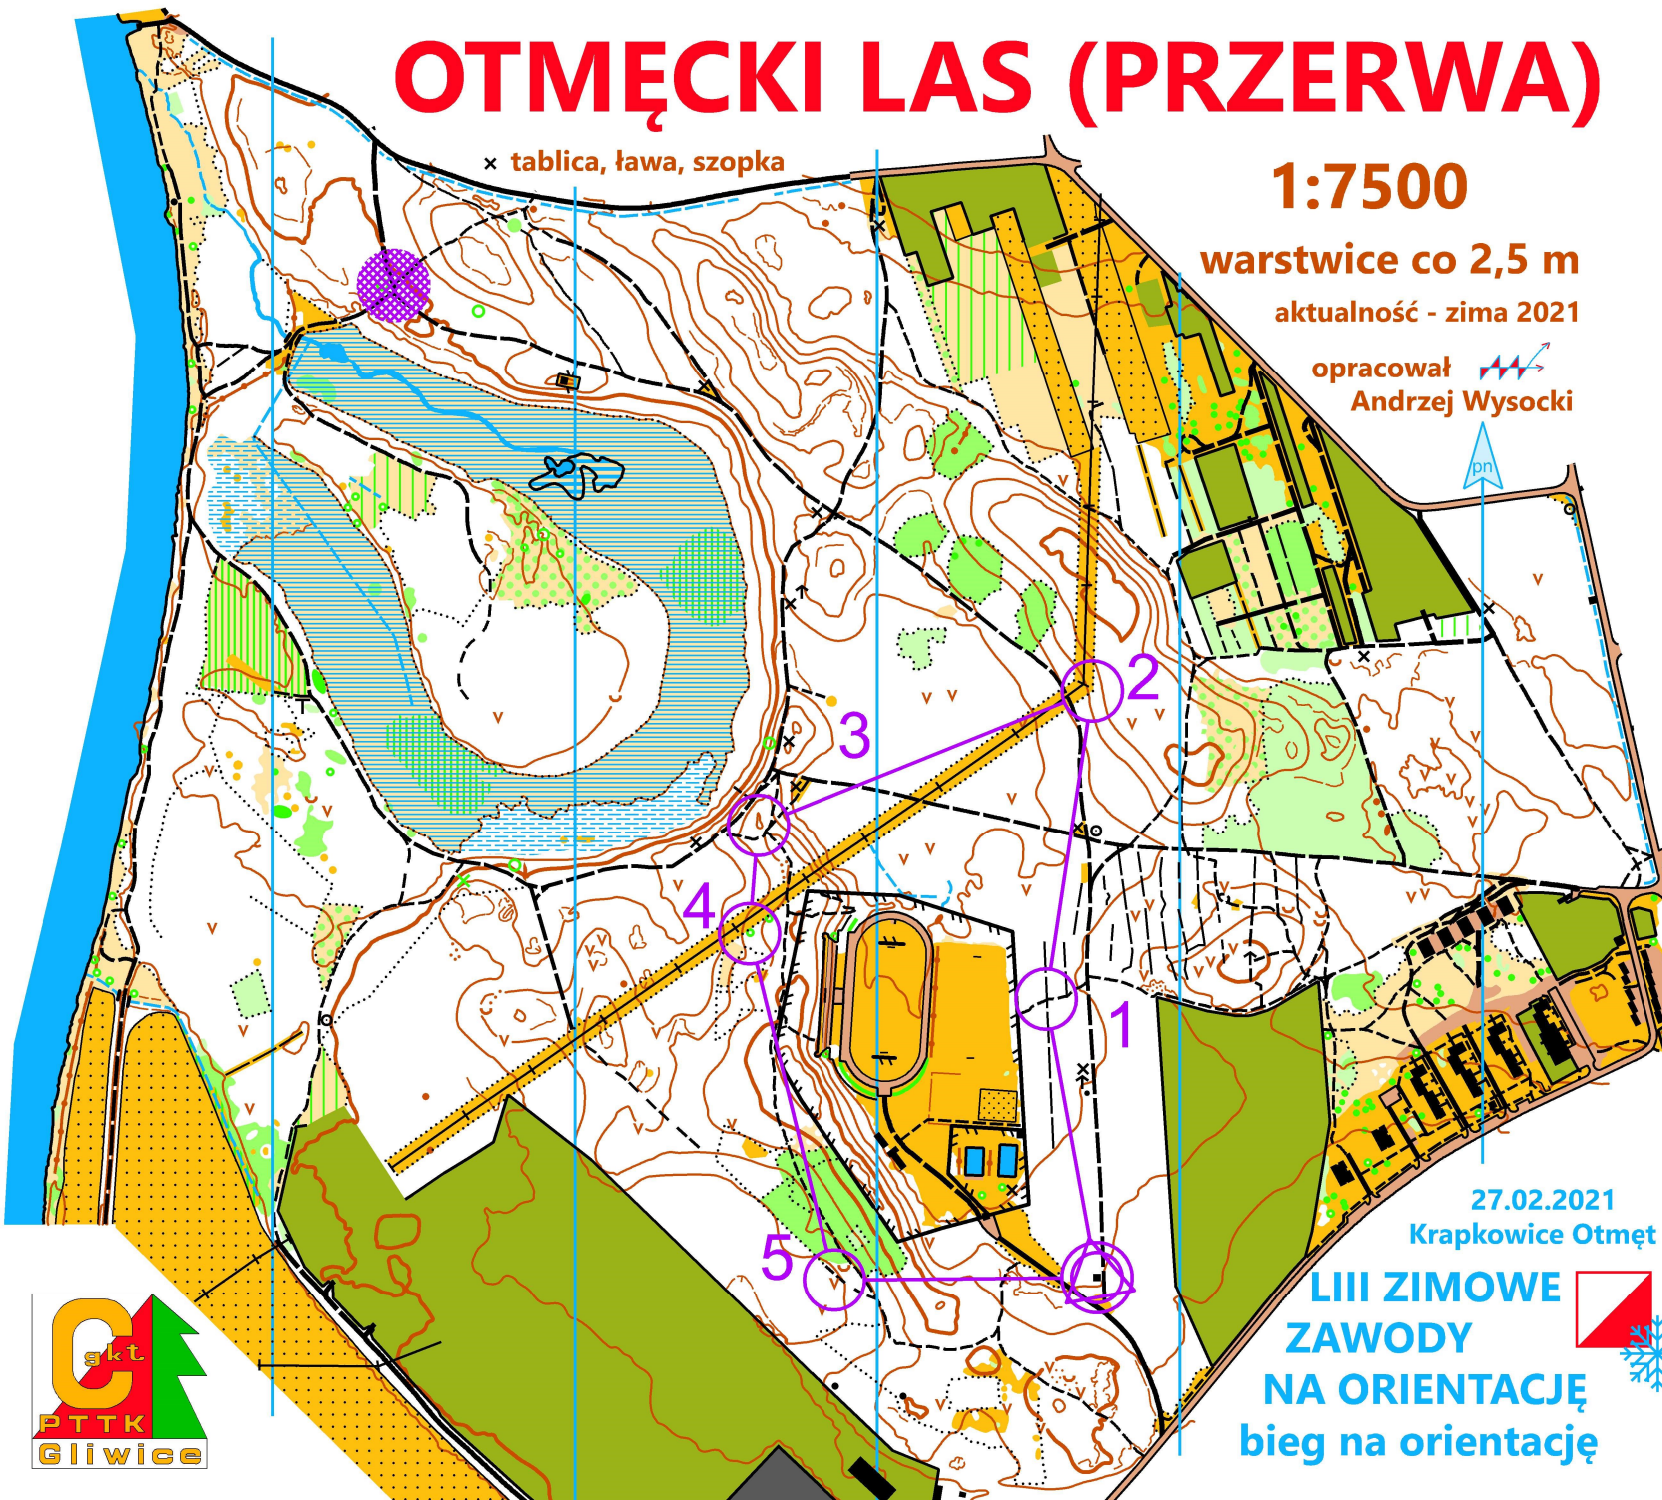 OTMĘCKI LAS (PRZERWA)
x tablica, ława, szopka
1:7500
warstwice co 2,5 m
aktualność - zima 2021
opracował
Andrzej Wysocki
pn
2
3
4
1
5
27.02.2021
Krapkowice Otmęt
LIII ZIMOWE
ZAWODY
NA ORIENTACJĘ
bieg na orientację
gkt
PTTK
Gliwice